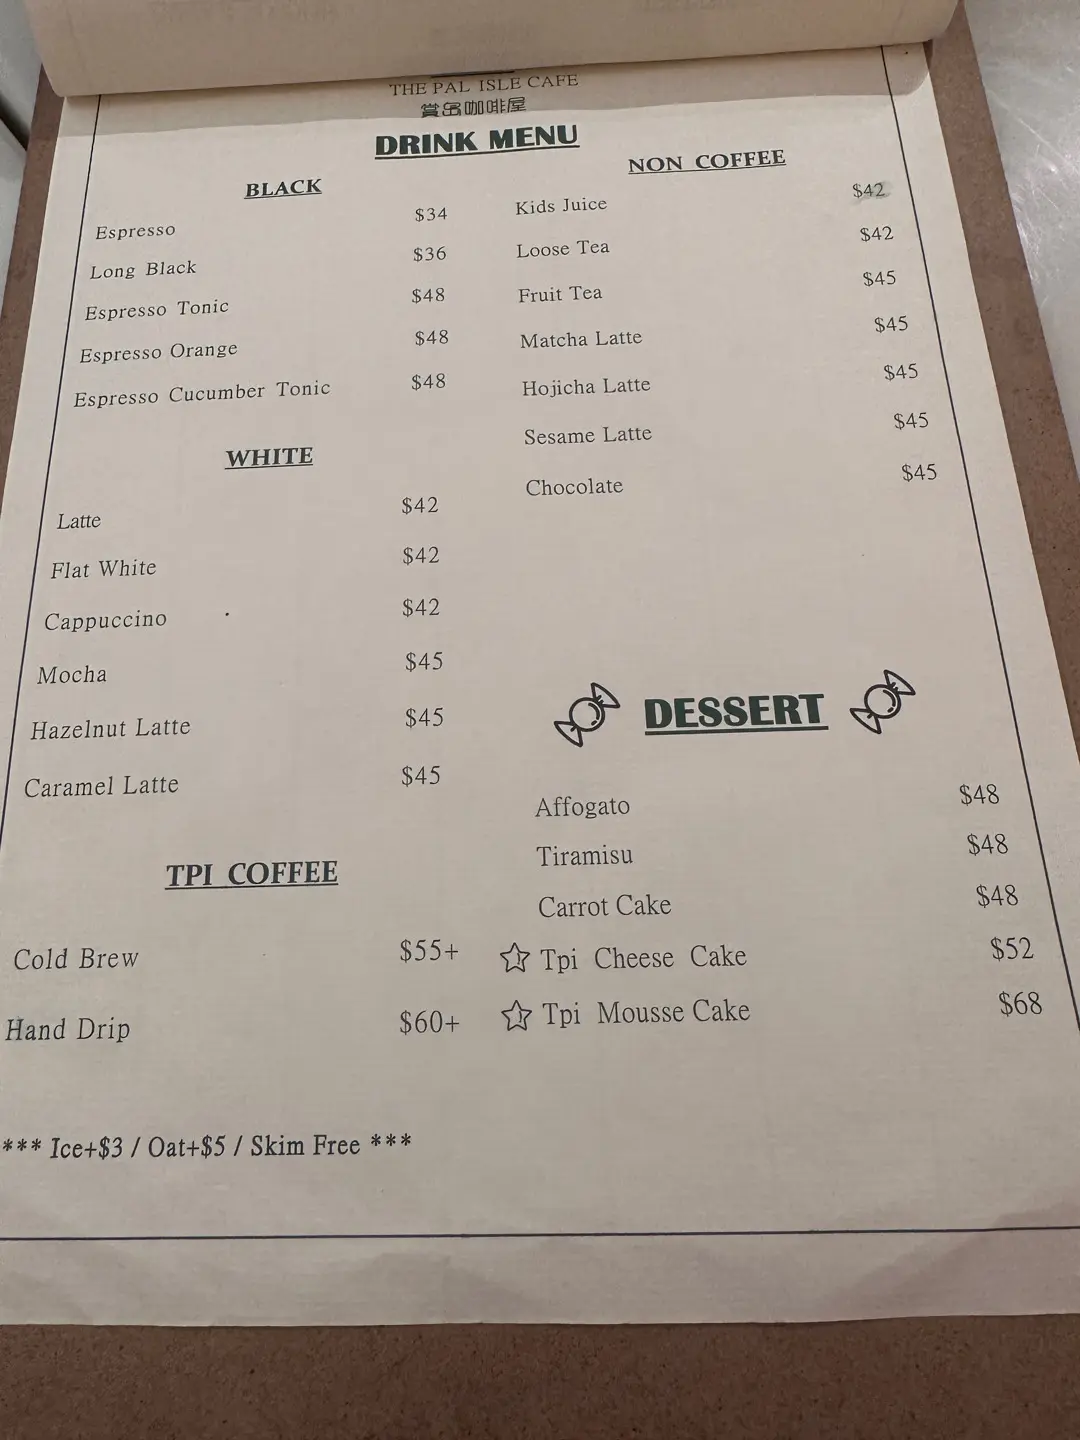 THE PAL ISLE CAFE
賞品咖啡屋
DRINK MENU
BLACK
Espresso $34
Long Black $36
Espresso Tonic $48
Espresso Orange $48
Espresso Cucumber Tonic $48
WHITE
Latte $42
Flat White $42
Cappuccino $42
Mocha $45
Hazelnut Latte $45
Caramel Latte $45
TPI COFFEE
Cold Brew $55+
Hand Drip $60+
*** Ice+$3 / Oat+$5 / Skim Free ***
NON COFFEE
Kids Juice $42
Loose Tea $42
Fruit Tea $45
Matcha Latte $45
Hojicha Latte $45
Sesame Latte $45
Chocolate $45
DESSERT
Affogato $48
Tiramisu $48
Carrot Cake $48
Tpi Cheese Cake $52
Tpi Mousse Cake $68